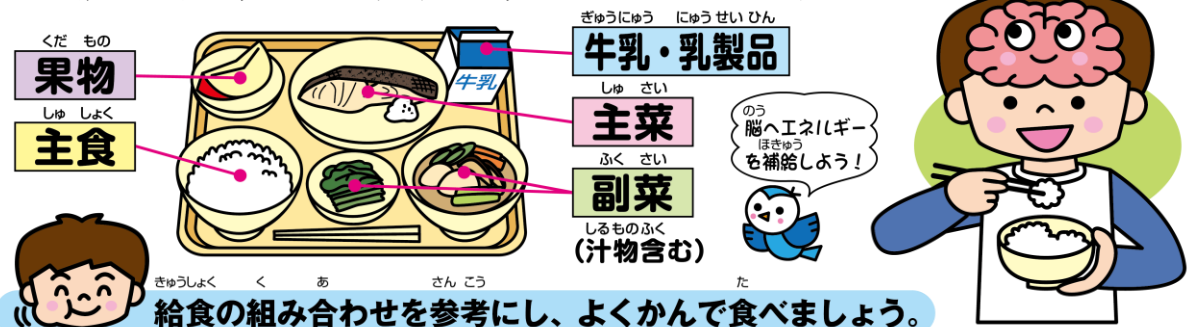 くだ もの
果物
しゅ しょく
主食
牛乳
ぎゅうにゅう にゅう せい ひん
牛乳・乳製品
しゅ さい
主菜
ふく さい
副菜
しるものふく
(汁物含む)
のう
脳へエネルギー
ほきゅう
を補給しよう!
きゅうしょく く あ さん こう た
給食の組み合わせを参考にし、よくかんで食べましょう。